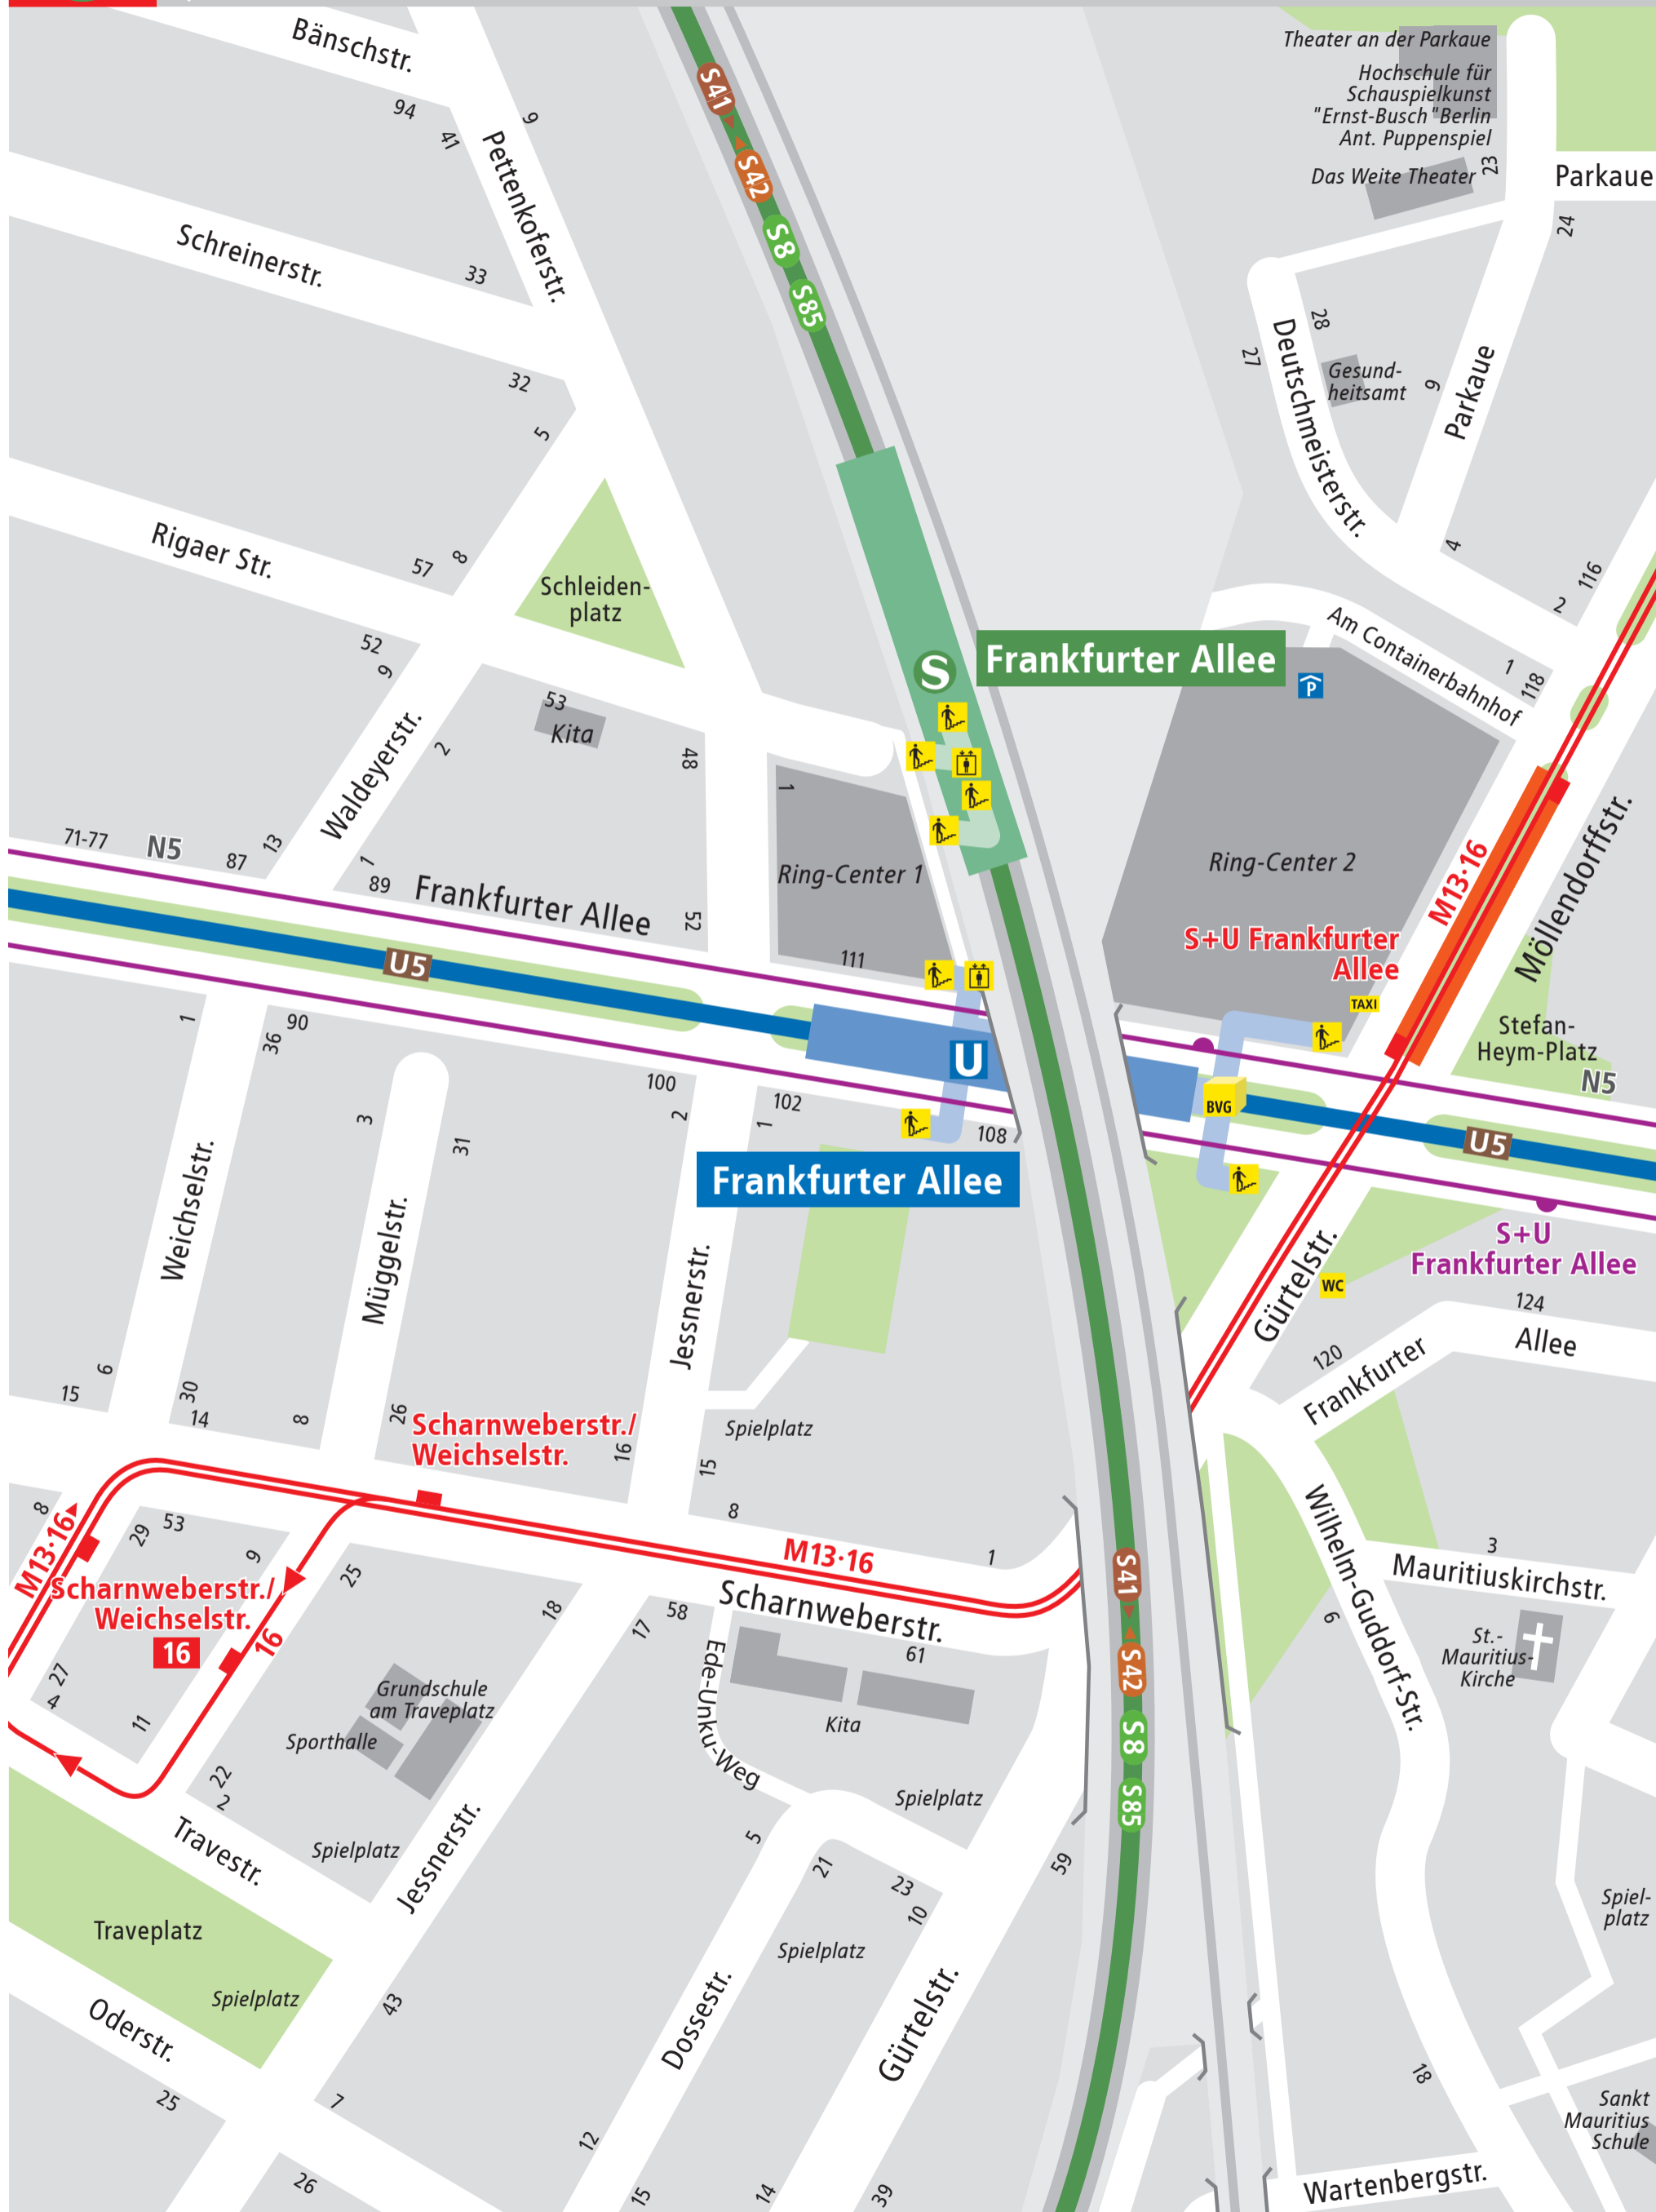 Bänschstr.
94
41
9
Pettenkoferstr.
S41
S42
S8
S85
Theater an der Parkaue
Hochschule für
Schauspielkunst
"Ernst-Busch" Berlin
Ant. Puppenspiel
Das Weite Theater
23
Parkaue
24
Schreinerstr.
33
32
5
28
27
Deutschmeisterstr.
Gesund-
heitsamt
9
Parkaue
4
2
116
Rigaer Str.
57
8
Schleiden-
platz
52
9
Am Containerbahnhof
1
118
S
Frankfurter Allee
P
53
Kita
2
48
1
Waldeyerstr.
71-77
N5
87
13
1
89
Frankfurter Allee
52
Ring-Center 1
111
Ring-Center 2
M13·16
Möllendorffstr.
S+U Frankfurter
Allee
TAXI
Stefan-
Heym-Platz
N5
U5
U
BVG
U5
1
36
90
100
2
102
1
108
3
31
Frankfurter Allee
Weichselstr.
Müggelstr.
Jessnerstr.
Gürtelstr.
S+U
Frankfurter Allee
WC
124
Allee
120
Frankfurter
6
15
30
14
8
26
Scharnweberstr./
Weichselstr.
16
Spielplatz
15
8
1
M13·16
Scharnweberstr.
8
M13·16
29
53
9
25
Scharnweberstr./
Weichselstr.
16
16
27
4
11
18
17
58
61
Ede-Unku-Weg
Kita
Spielplatz
Grundschule
am Traveplatz
Sporthalle
22
2
Travestr.
Spielplatz
Jessnerstr.
S41
S42
S8
S85
Wilhelm-Guddorf-Str.
3
Mauritiuskirchstr.
6
St.-
Mauritius-
Kirche
5
21
23
10
59
Traveplatz
Spielplatz
Spielplatz
Spiel-
platz
Oderstr.
43
Dossestr.
Gürtelstr.
25
7
26
12
15
14
39
18
Sankt
Mauritius
Schule
Wartenbergstr.